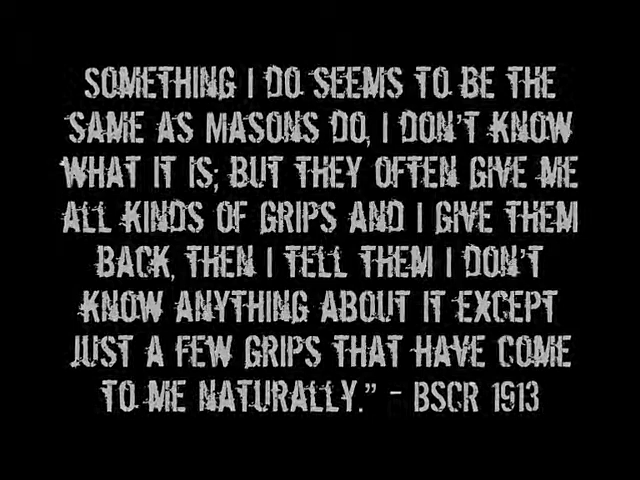 SOMETHING I DO SEEMS TO BE THE
SAME AS MASONS DO, I DON'T KNOW
WHAT IT IS; BUT THEY OFTEN GIVE ME
ALL KINDS OF GRIPS AND I GIVE THEM
BACK, THEN I TELL THEM I DON'T
KNOW ANYTHING ABOUT IT EXCEPT
JUST A FEW GRIPS THAT HAVE COME
TO ME NATURALLY.” - BSCR 1913